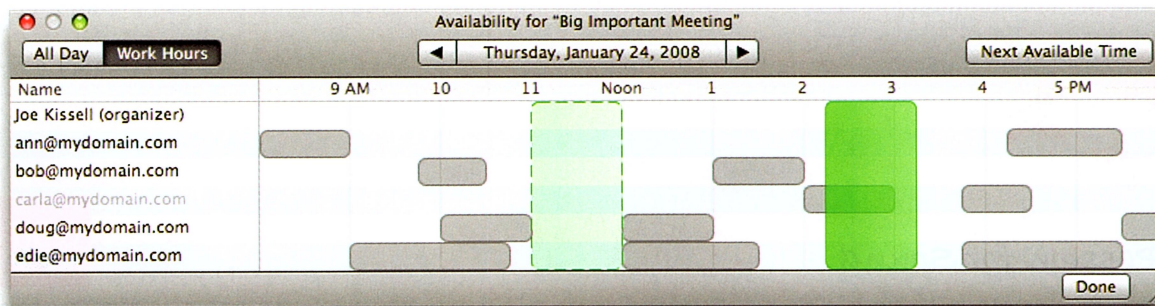 Availability for “Big Important Meeting”
All Day Work Hours ◀ Thursday, January 24, 2008 ▶ Next Available Time
Name 9 AM 10 11 Noon 1 2 3 4 5 PM
Joe Kissell (organizer)
ann@mydomain.com
bob@mydomain.com
carla@mydomain.com
doug@mydomain.com
edie@mydomain.com
Done